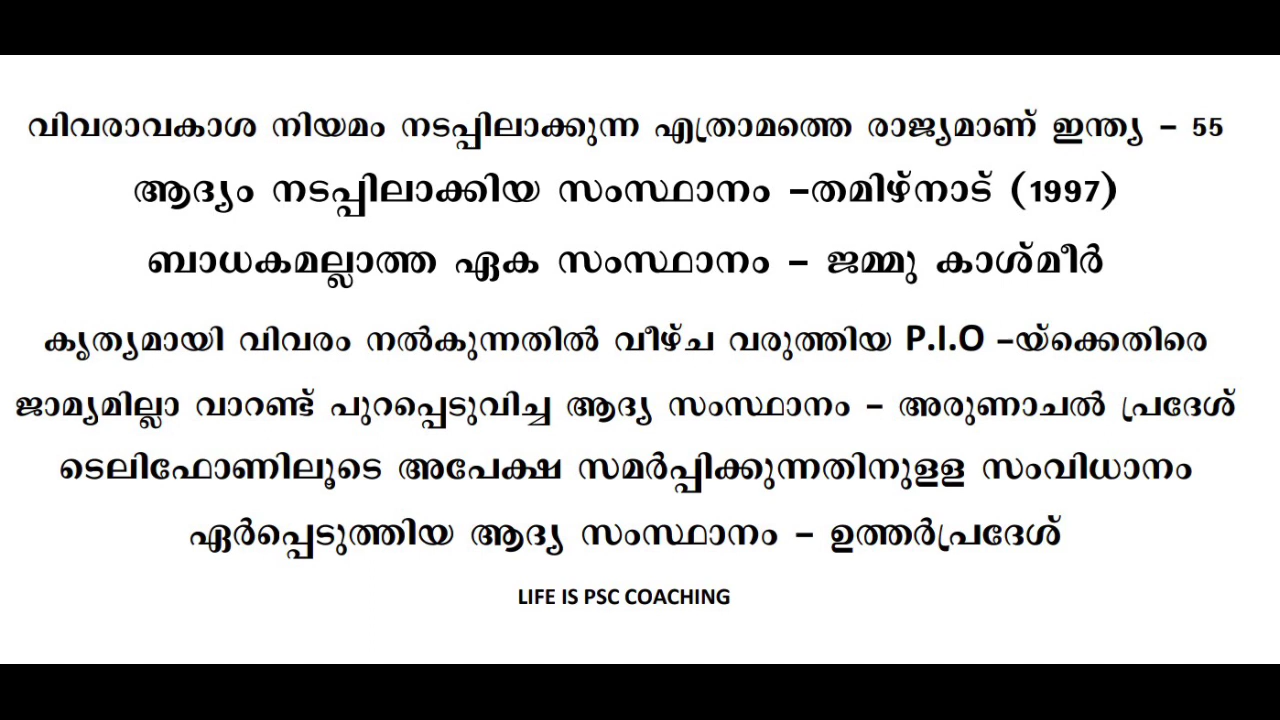 വിവരാവകാശ നിയമം നടപ്പിലാക്കുന്ന എത്രാമത്തെ രാജ്യമാണ് ഇന്ത്യ – 55
ആദ്യം നടപ്പിലാക്കിയ സംസ്ഥാനം –തമിഴ്നാട് (1997)
ബാധകമല്ലാത്ത ഏക സംസ്ഥാനം – ജമ്മു കാശ്മീർ
കൃത്യമായി വിവരം നൽകുന്നതിൽ വീഴ്ച വരുത്തിയ P.I.O –യ്ക്കെതിരെ
ജാമ്യമില്ലാ വാറണ്ട് പുറപ്പെടുവിച്ച ആദ്യ സംസ്ഥാനം – അരുണാചൽ പ്രദേശ്
ടെലിഫോണിലൂടെ അപേക്ഷ സമർപ്പിക്കുന്നതിനുളള സംവിധാനം
ഏർപ്പെടുത്തിയ ആദ്യ സംസ്ഥാനം – ഉത്തർപ്രദേശ്
LIFE IS PSC COACHING